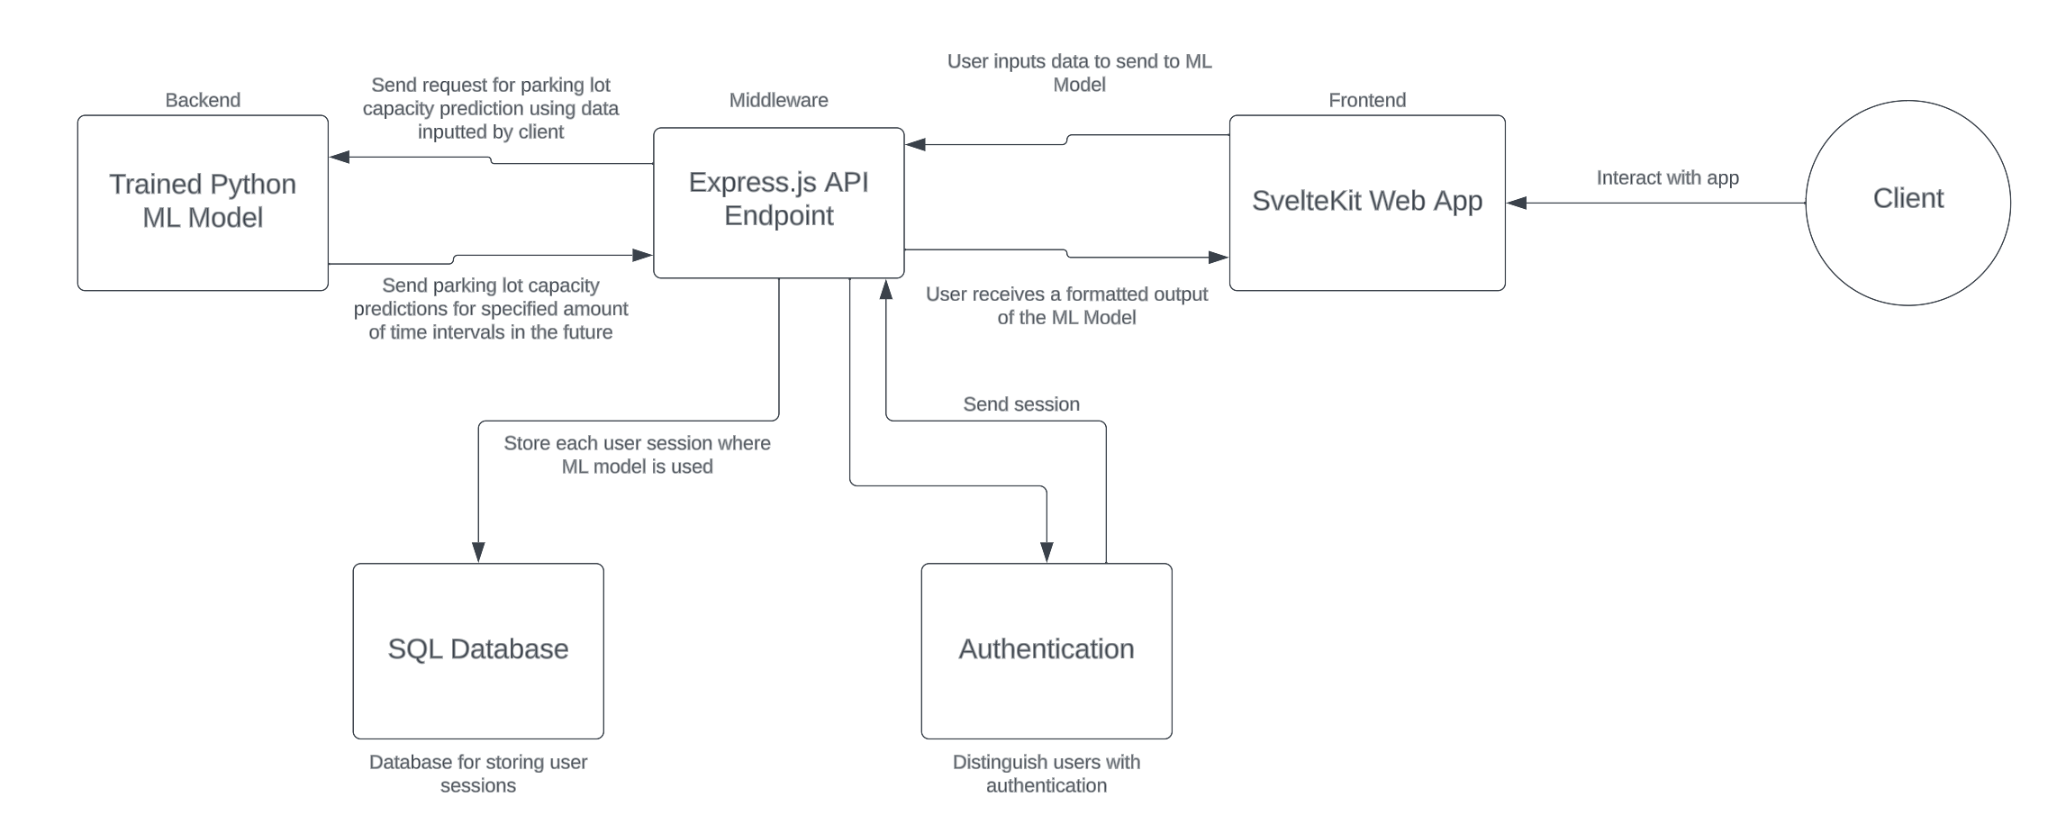 Backend
Trained Python
ML Model
Send request for parking lot
capacity prediction using data
inputted by client
Send parking lot capacity
predictions for specified amount
of time intervals in the future
Middleware
Express.js API
Endpoint
User inputs data to send to ML
Model
User receives a formatted output
of the ML Model
Frontend
SvelteKit Web App
Interact with app
Client
Store each user session where
ML model is used
Send session
SQL Database
Database for storing user
sessions
Authentication
Distinguish users with
authentication